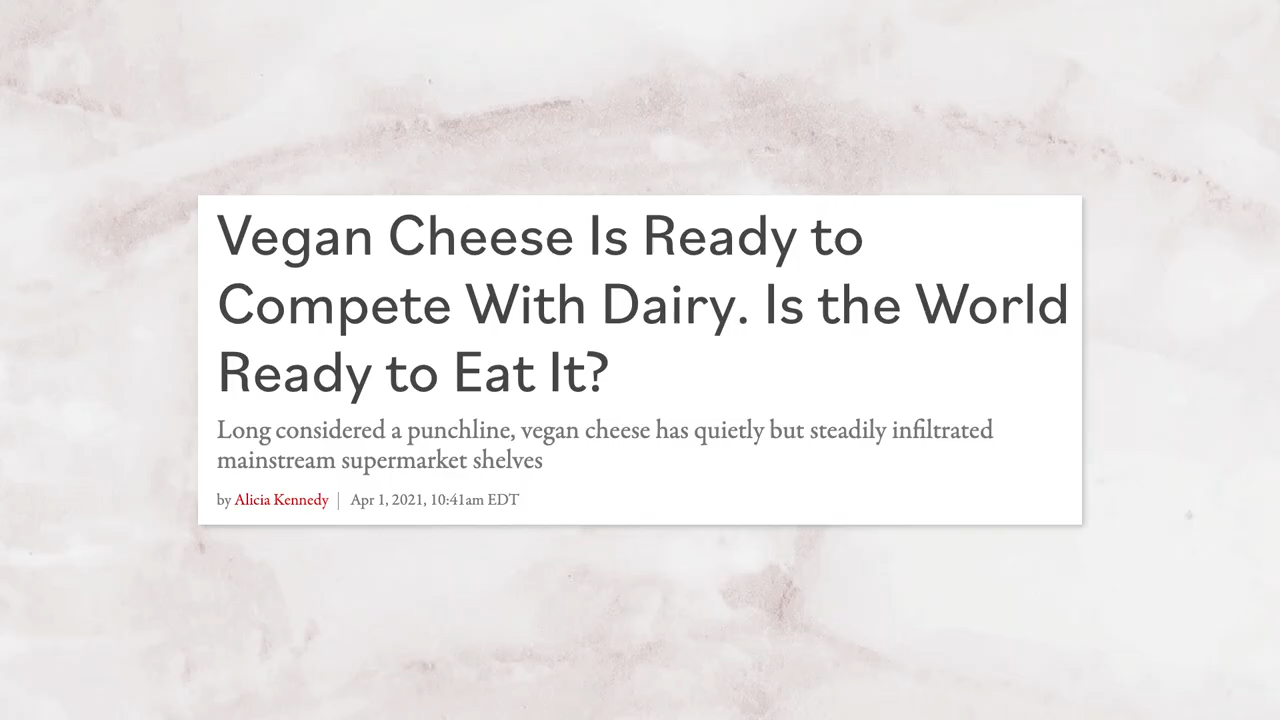 Vegan Cheese Is Ready to
Compete With Dairy. Is the World
Ready to Eat It?
Long considered a punchline, vegan cheese has quietly but steadily infiltrated
mainstream supermarket shelves
by Alicia Kennedy | Apr 1, 2021, 10:41am EDT